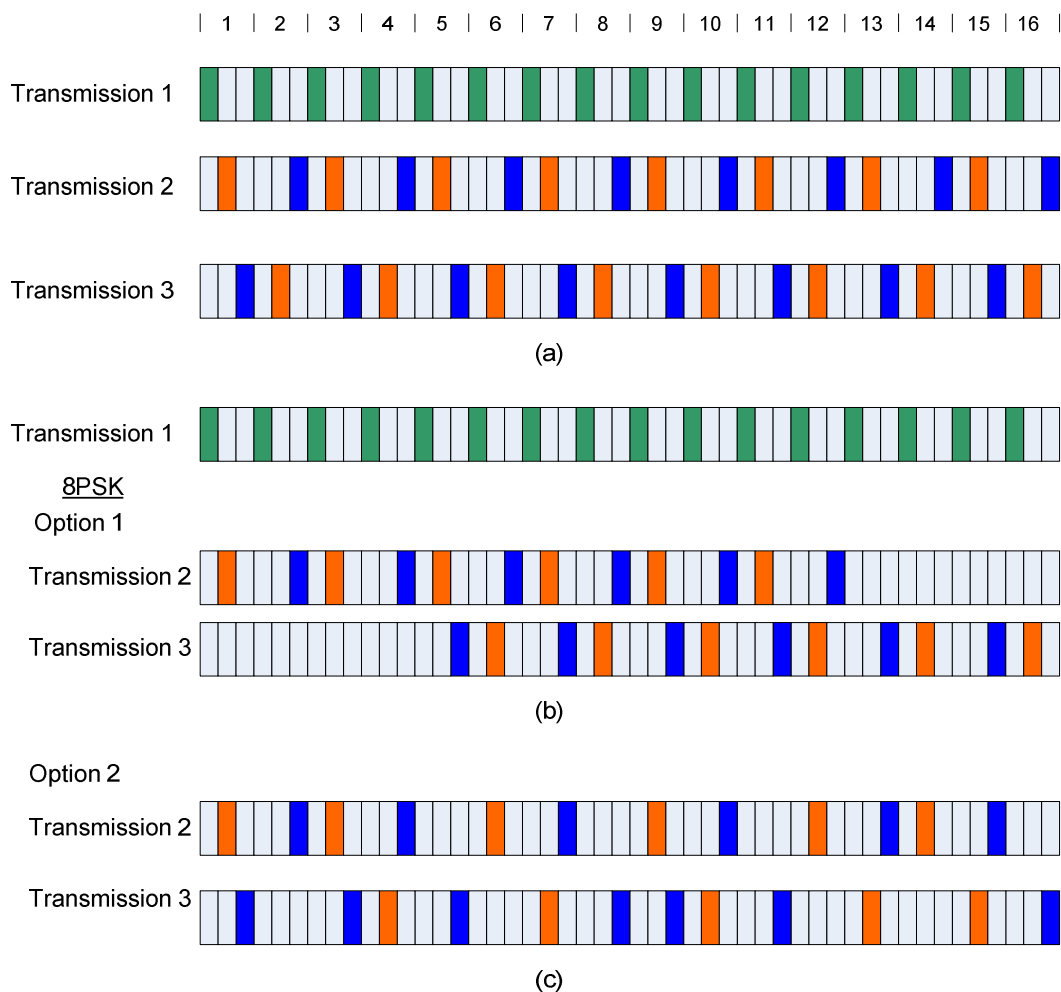 1 2 3 4 5 6 7 8 9 10 11 12 13 14 15 16
Transmission 1
Transmission 2
Transmission 3
(a)
Transmission 1
8PSK
Option 1
Transmission 2
Transmission 3
(b)
Option 2
Transmission 2
Transmission 3
(c)